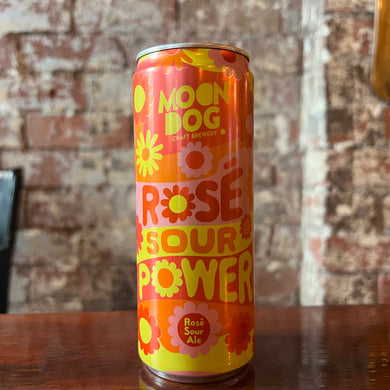 MOON
DOG
CRAFT BREWERY
ROSÉ
SOUR
POWER
Rosé
Sour
Ale